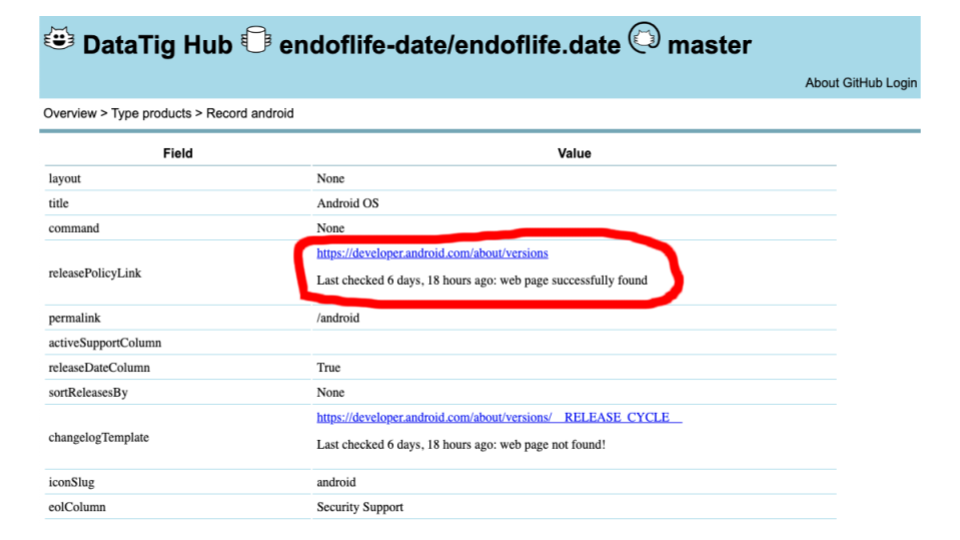 DataTig Hub endoflife-date/endoflife.date master
About GitHub Login
Overview > Type products > Record android
Field Value
layout None
title Android OS
command None
releasePolicyLink https://developer.android.com/about/versions
Last checked 6 days, 18 hours ago: web page successfully found
permalink /android
activeSupportColumn
releaseDateColumn True
sortReleasesBy None
changelogTemplate https://developer.android.com/about/versions/__RELEASE_CYCLE__
Last checked 6 days, 18 hours ago: web page not found!
iconSlug android
eolColumn Security Support